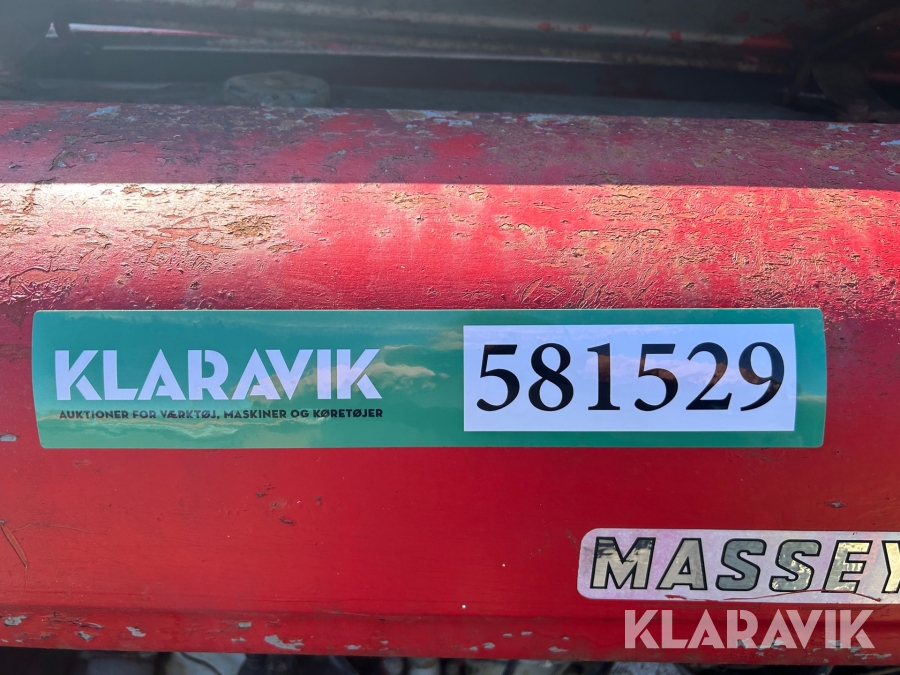 KLARAVIK
AUKTIONER FOR VÆRKTØJ, MASKINER OG KØRETØJER
581529
MASSEY
KLARAVIK